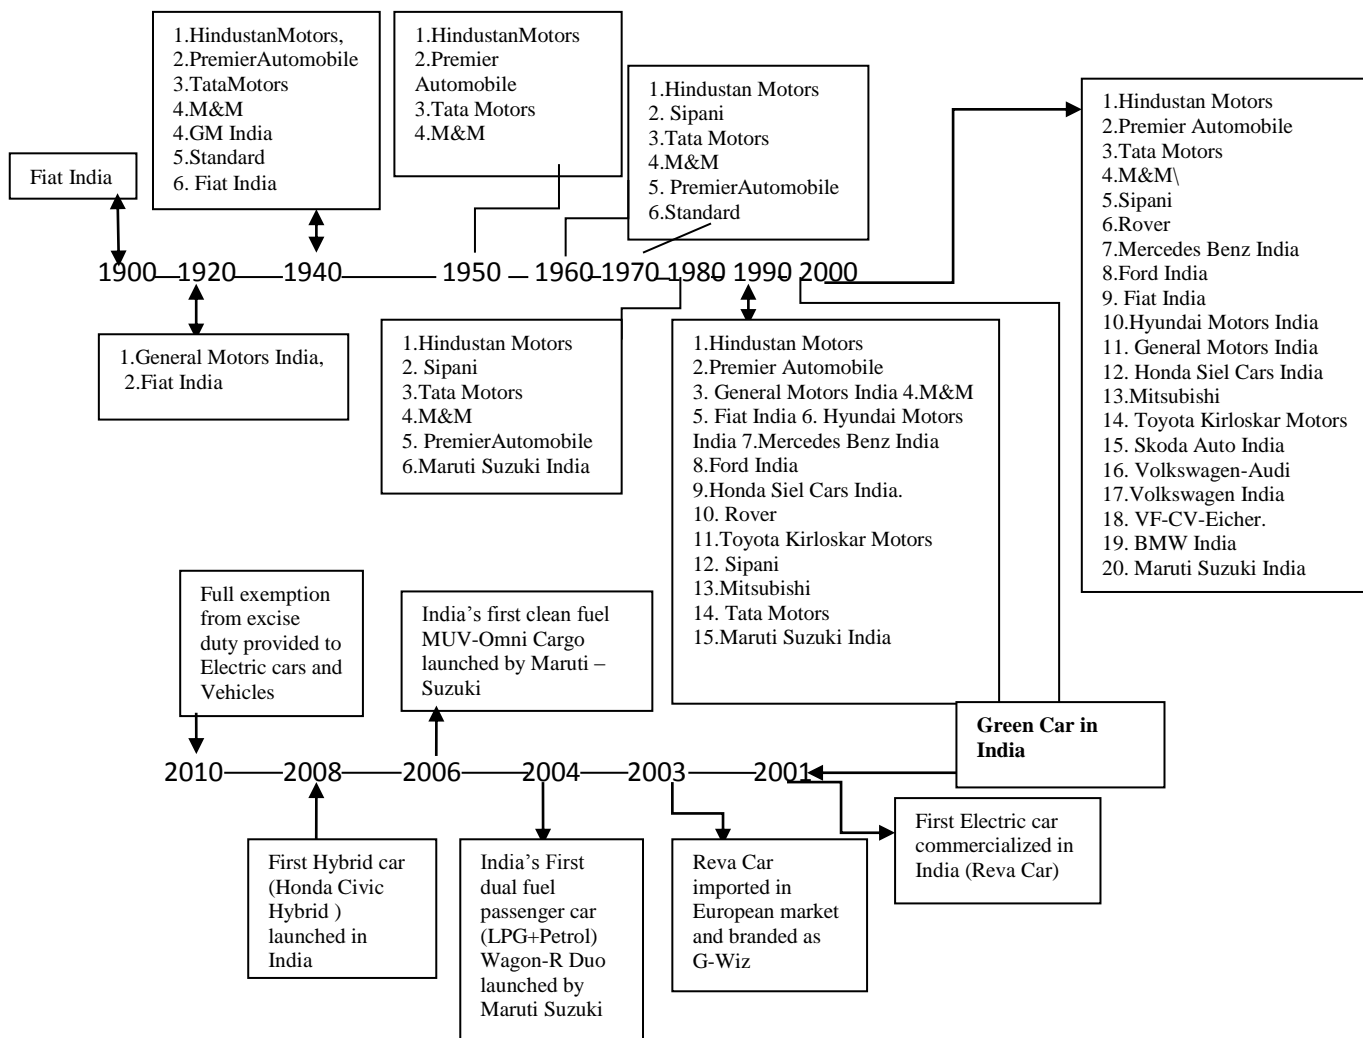 1.HindustanMotors,
2.PremierAutomobile
3.TataMotors
4.M&M
4.GM India
5.Standard
6. Fiat India
1.HindustanMotors
2.Premier
Automobile
3.Tata Motors
4.M&M
1.Hindustan Motors
2. Sipani
3.Tata Motors
4.M&M
5. PremierAutomobile
6.Standard
1.Hindustan Motors
2.Premier Automobile
3.Tata Motors
4.M&M\
5.Sipani
6.Rover
7.Mercedes Benz India
8.Ford India
9. Fiat India
10.Hyundai Motors India
11. General Motors India
12. Honda Siel Cars India
13.Mitsubishi
14. Toyota Kirloskar Motors
15. Skoda Auto India
16. Volkswagen-Audi
17.Volkswagen India
18. VF-CV-Eicher.
19. BMW India
20. Maruti Suzuki India
Fiat India
1900 1920 1940 1950 1960 1970 1980 1990 2000
1.General Motors India,
2.Fiat India
1.Hindustan Motors
2. Sipani
3.Tata Motors
4.M&M
5. PremierAutomobile
6.Maruti Suzuki India
1.Hindustan Motors
2.Premier Automobile
3. General Motors India 4.M&M
5. Fiat India 6. Hyundai Motors
India 7.Mercedes Benz India
8.Ford India
9.Honda Siel Cars India.
10. Rover
11.Toyota Kirloskar Motors
12. Sipani
13.Mitsubishi
14. Tata Motors
15.Maruti Suzuki India
Full exemption
from excise
duty provided to
Electric cars and
Vehicles
India's first clean fuel
MUV-Omni Cargo
launched by Maruti –
Suzuki
Green Car in
India
2010 2008 2006 2004 2003 2001
First Hybrid car
(Honda Civic
Hybrid )
launched in
India
India's First
dual fuel
passenger car
(LPG+Petrol)
Wagon-R Duo
launched by
Maruti Suzuki
Reva Car
imported in
European market
and branded as
G-Wiz
First Electric car
commercialized in
India (Reva Car)